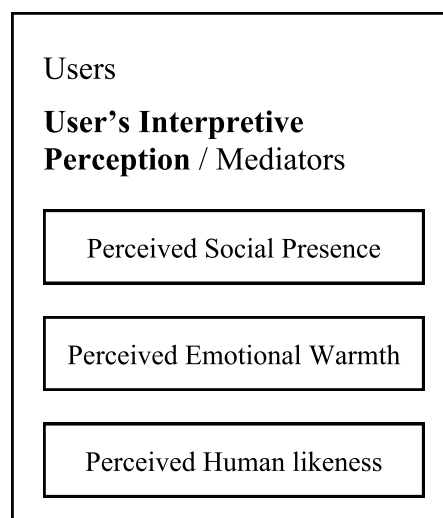 Users
User’s Interpretive
Perception / Mediators
Perceived Social Presence
Perceived Emotional Warmth
Perceived Human likeness